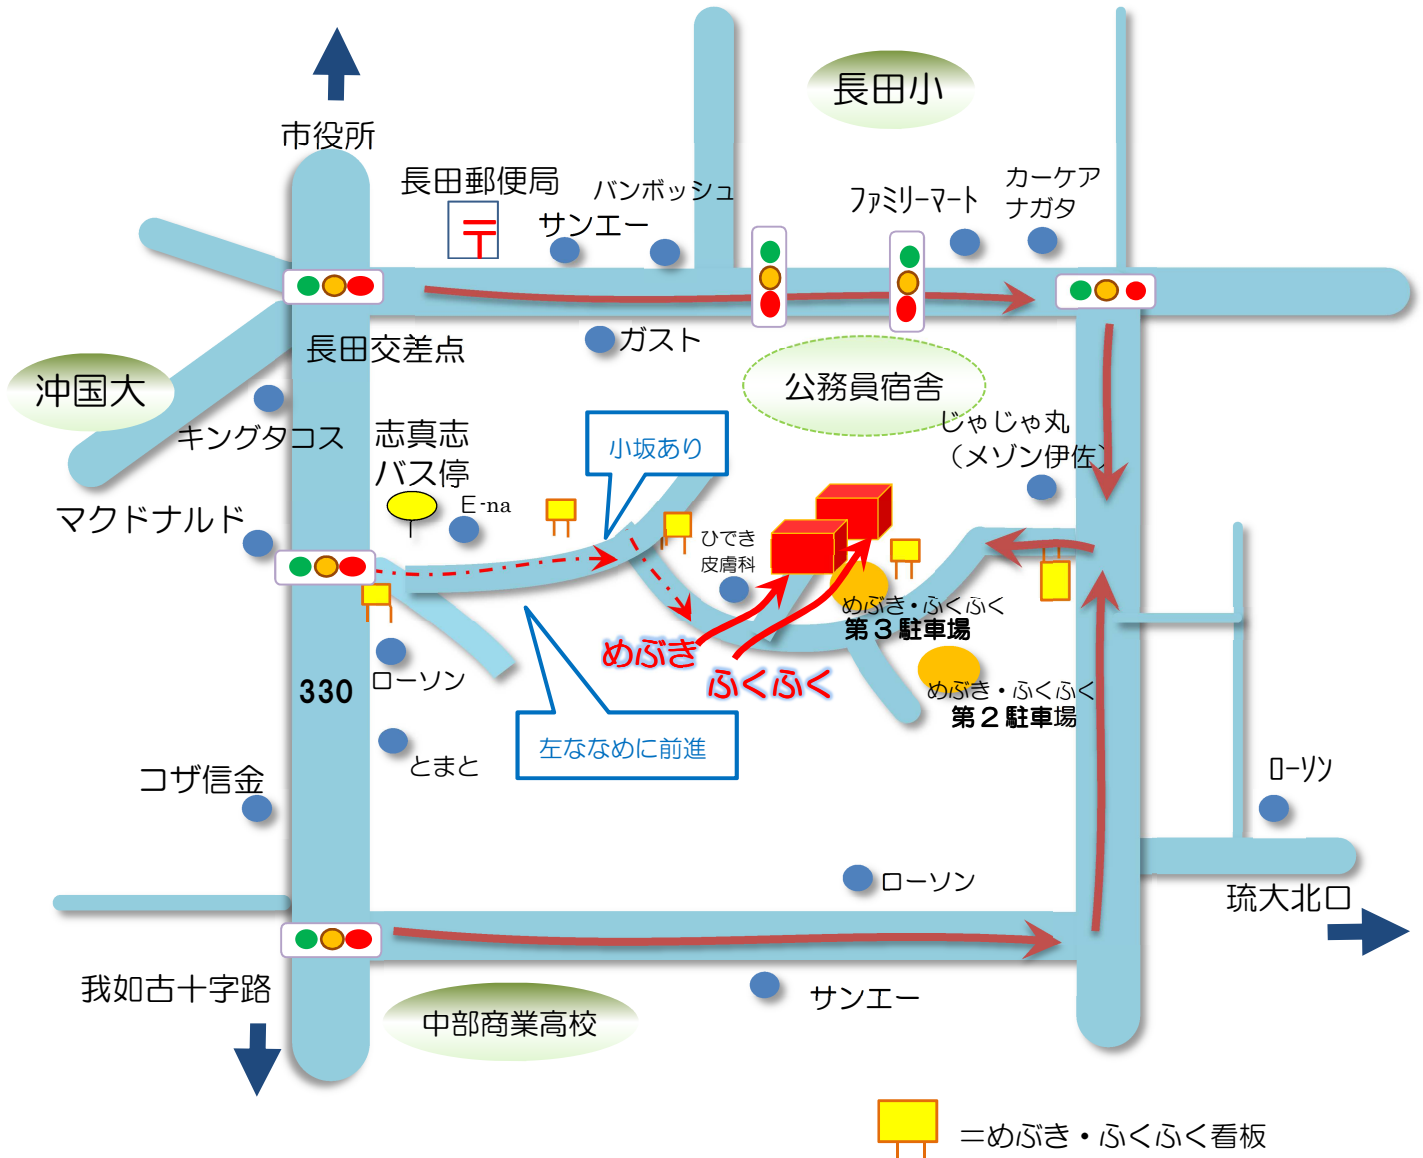 長田小
市役所
長田郵便局
バンボッシュ
サンエー
ファミリーマート
カーケア
ナガタ
長田交差点
ガスト
公務員宿舎
沖国大
キングタコス
志真志
バス停
小坂あり
じゃじゃ丸
（メゾン伊佐）
E-na
マクドナルド
ひでき
皮膚科
めぶき・ふくふく
第3駐車場
めぶき
ふくふく
ローソン
330
めぶき・ふくふく
第2駐車場
左ななめに前進
とまと
コザ信金
ローソン
ローソン
琉大北口
我如古十字路
サンエー
中部商業高校
＝めぶき・ふくふく看板